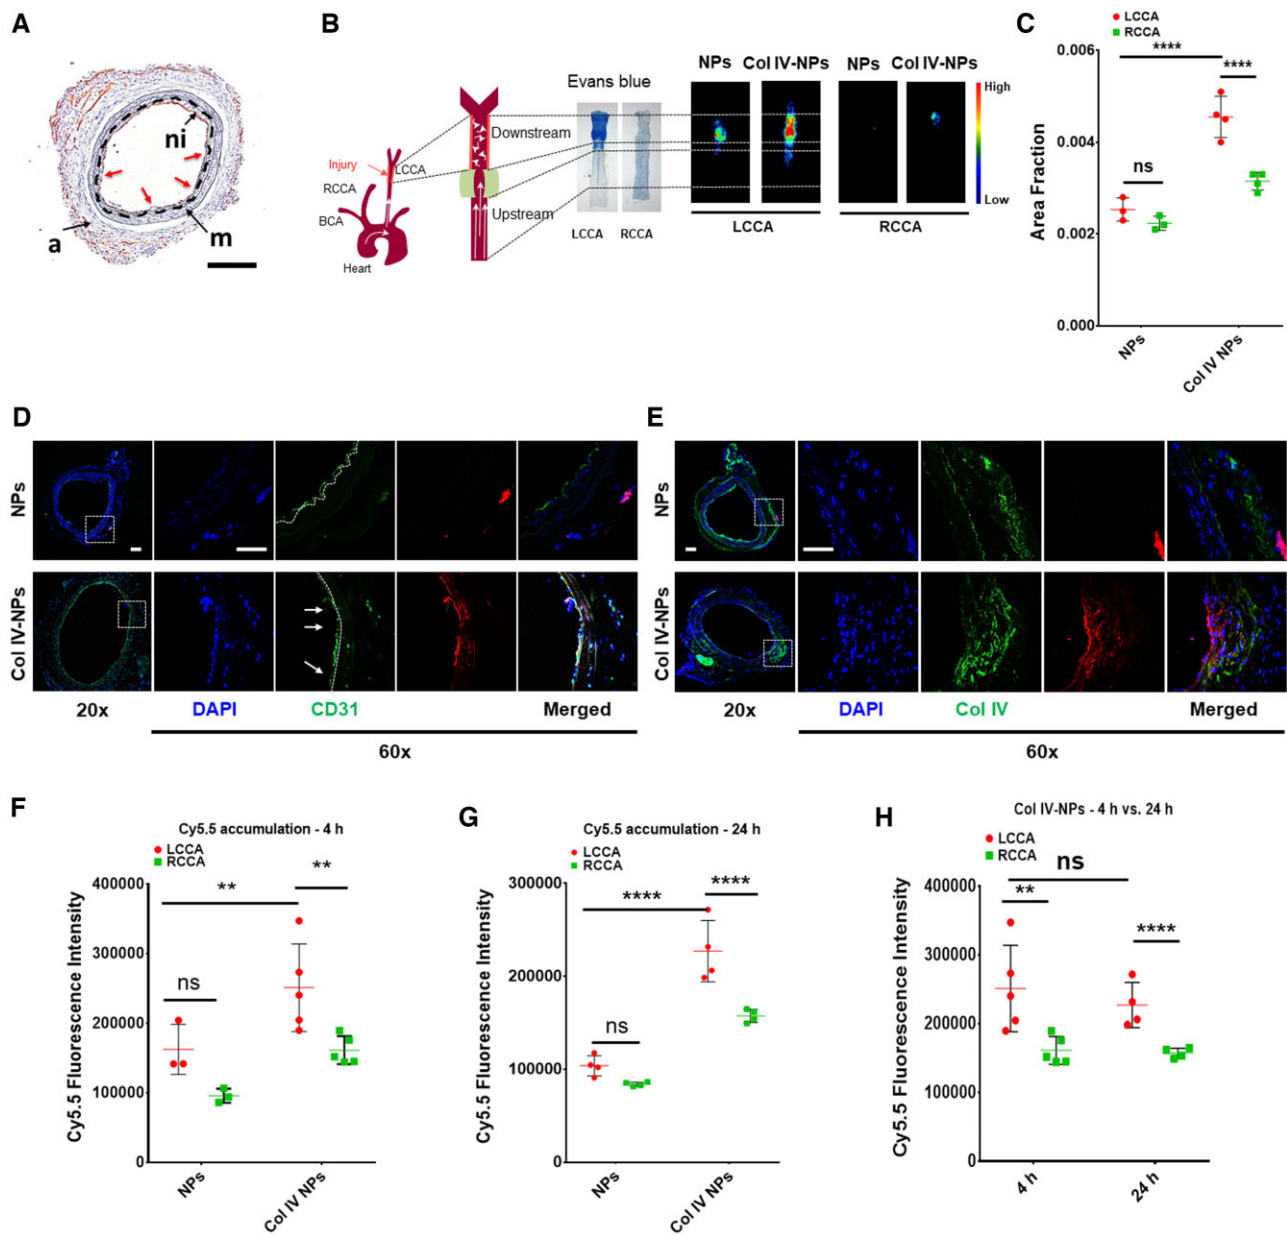 A
ni
a
m
B
Evans blue
Downstream
Injury
LCCA
RCCA
BCA
Upstream
Heart
LCCA RCCA
NPs Col IV-NPs NPs Col IV-NPs
High
Low
LCCA RCCA
C
LCCA
RCCA
Area Fraction
0.006
0.004
0.002
0.000
****
****
ns
NPs
Col IV NPs
D
NPs
Col IV-NPs
20x DAPI CD31 Merged
60x
E
NPs
Col IV-NPs
20x DAPI Col IV Merged
60x
F
Cy5.5 accumulation - 4 h
LCCA
RCCA
Cy5.5 Fluorescence Intensity
400000
300000
200000
100000
0
**
**
ns
NPs
Col IV NPs
G
Cy5.5 accumulation - 24 h
LCCA
RCCA
Cy5.5 Fluorescence Intensity
300000
200000
100000
0
****
****
ns
NPs
Col IV NPs
H
Col IV-NPs - 4 h vs. 24 h
LCCA
RCCA
Cy5.5 Fluorescence Intensity
400000
300000
200000
100000
0
ns
**
****
4 h
24 h